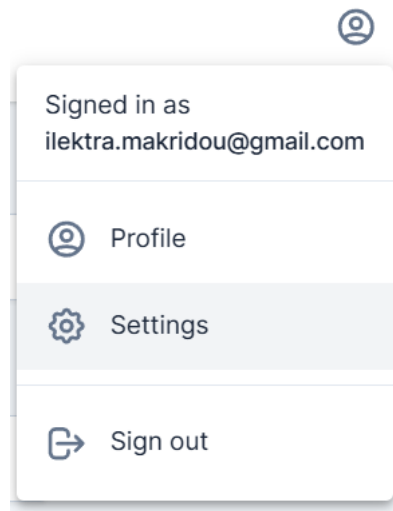 Signed in as
ilektra.makridou@gmail.com
Profile
Settings
Sign out